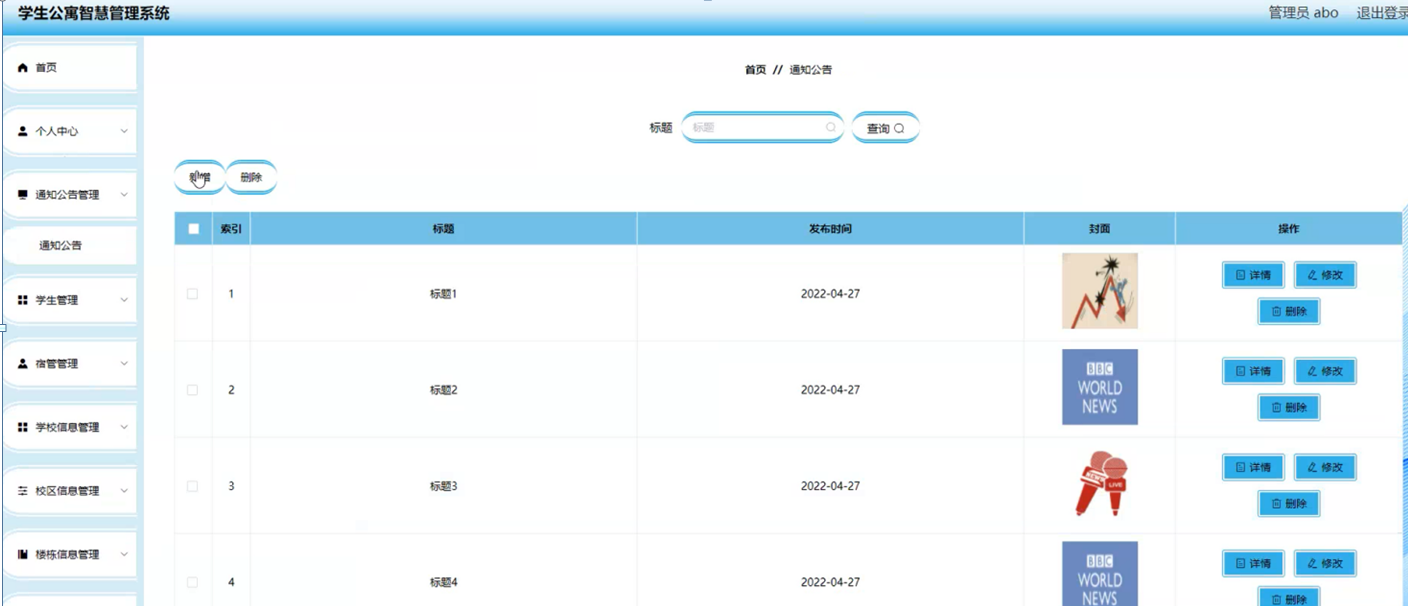 学生公寓智慧管理系统
管理员 abo 退出登录
首页
个人中心
通知公告管理
通知公告
学生管理
宿管管理
学校信息管理
校区信息管理
楼栋信息管理
首页 // 通知公告
标题 标题 查询
新增 删除
索引 标题 发布时间 封面 操作
1 标题1 2022-04-27 详情 修改
删除
2 标题2 2022-04-27 BBC WORLD NEWS 详情 修改
删除
3 标题3 2022-04-27 NEWS LIVE 详情 修改
删除
4 标题4 2022-04-27 BBC WORLD NEWS 详情 修改
删除